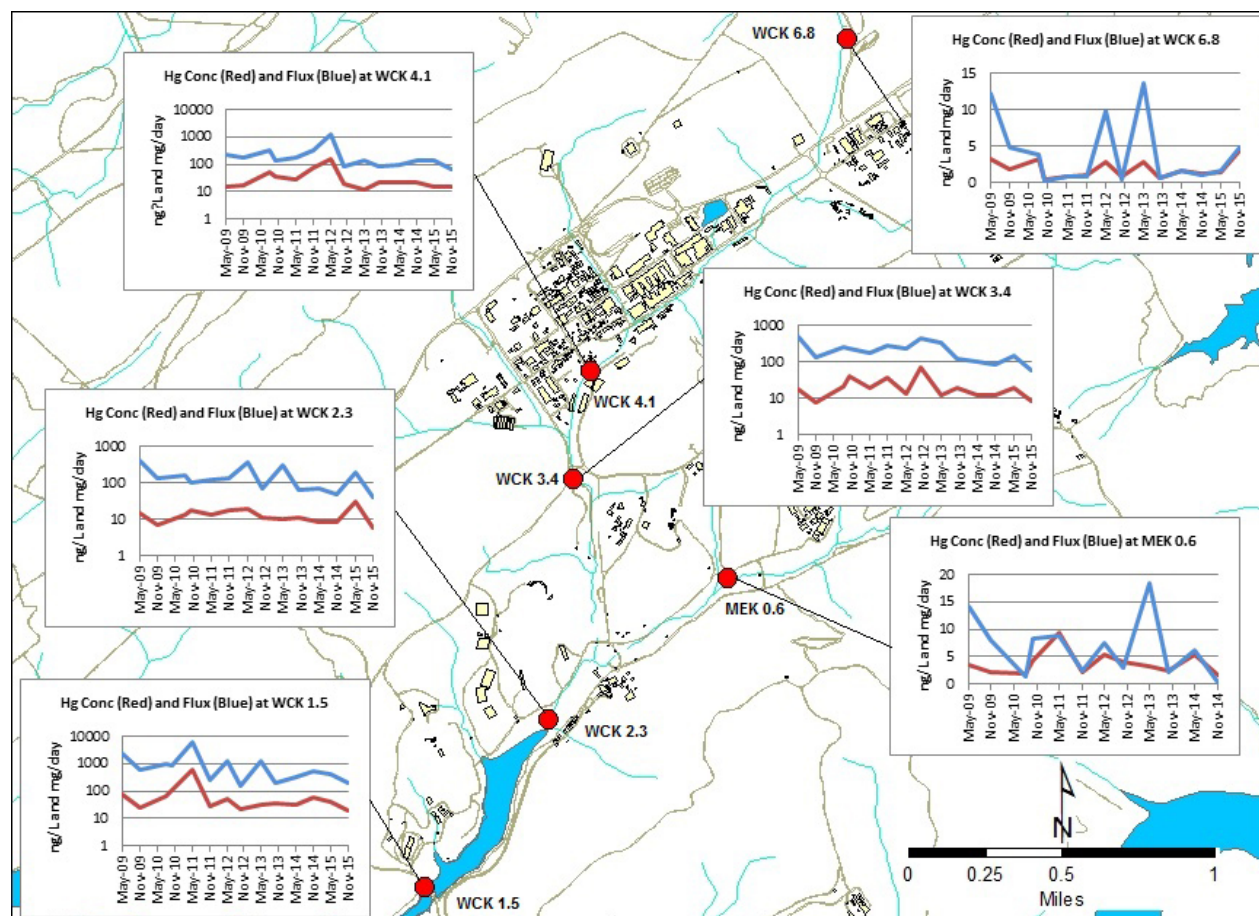 WCK 6.8
Hg Conc (Red) and Flux (Blue) at WCK 4.1
ng?Land mg/day
10000
1000
100
10
1
May-09
Nov-09
May-10
Nov-10
May-11
Nov-11
May-12
Nov-12
May-13
Nov-13
May-14
Nov-14
May-15
Nov-15
Hg Conc (Red) and Flux (Blue) at WCK 6.8
ng/Land mg/day
15
10
5
0
May-09
Nov-09
May-10
Nov-10
May-11
Nov-11
May-12
Nov-12
May-13
Nov-13
May-14
Nov-14
May-15
Nov-15
WCK 4.1
Hg Conc (Red) and Flux (Blue) at WCK 3.4
ng/Land mg/day
1000
100
10
1
May-09
Nov-09
May-10
Nov-10
May-11
Nov-11
May-12
Nov-12
May-13
Nov-13
May-14
Nov-14
May-15
Nov-15
WCK 3.4
Hg Conc (Red) and Flux (Blue) at WCK 2.3
ng/Land mg/day
1000
100
10
1
May-09
Nov-09
May-10
Nov-10
May-11
Nov-11
May-12
Nov-12
May-13
Nov-13
May-14
Nov-14
May-15
Nov-15
MEK 0.6
Hg Conc (Red) and Flux (Blue) at MEK 0.6
ng/Land mg/day
20
15
10
5
0
May-09
Nov-09
May-10
Nov-10
May-11
Nov-11
May-12
Nov-12
May-13
Nov-13
May-14
Nov-14
WCK 2.3
Hg Conc (Red) and Flux (Blue) at WCK 1.5
ng/Land mg/day
10000
1000
100
10
1
May-09
Nov-09
May-10
Nov-10
May-11
Nov-11
May-12
Nov-12
May-13
Nov-13
May-14
Nov-14
May-15
Nov-15
WCK 1.5
N
0 0.25 0.5 1
Miles